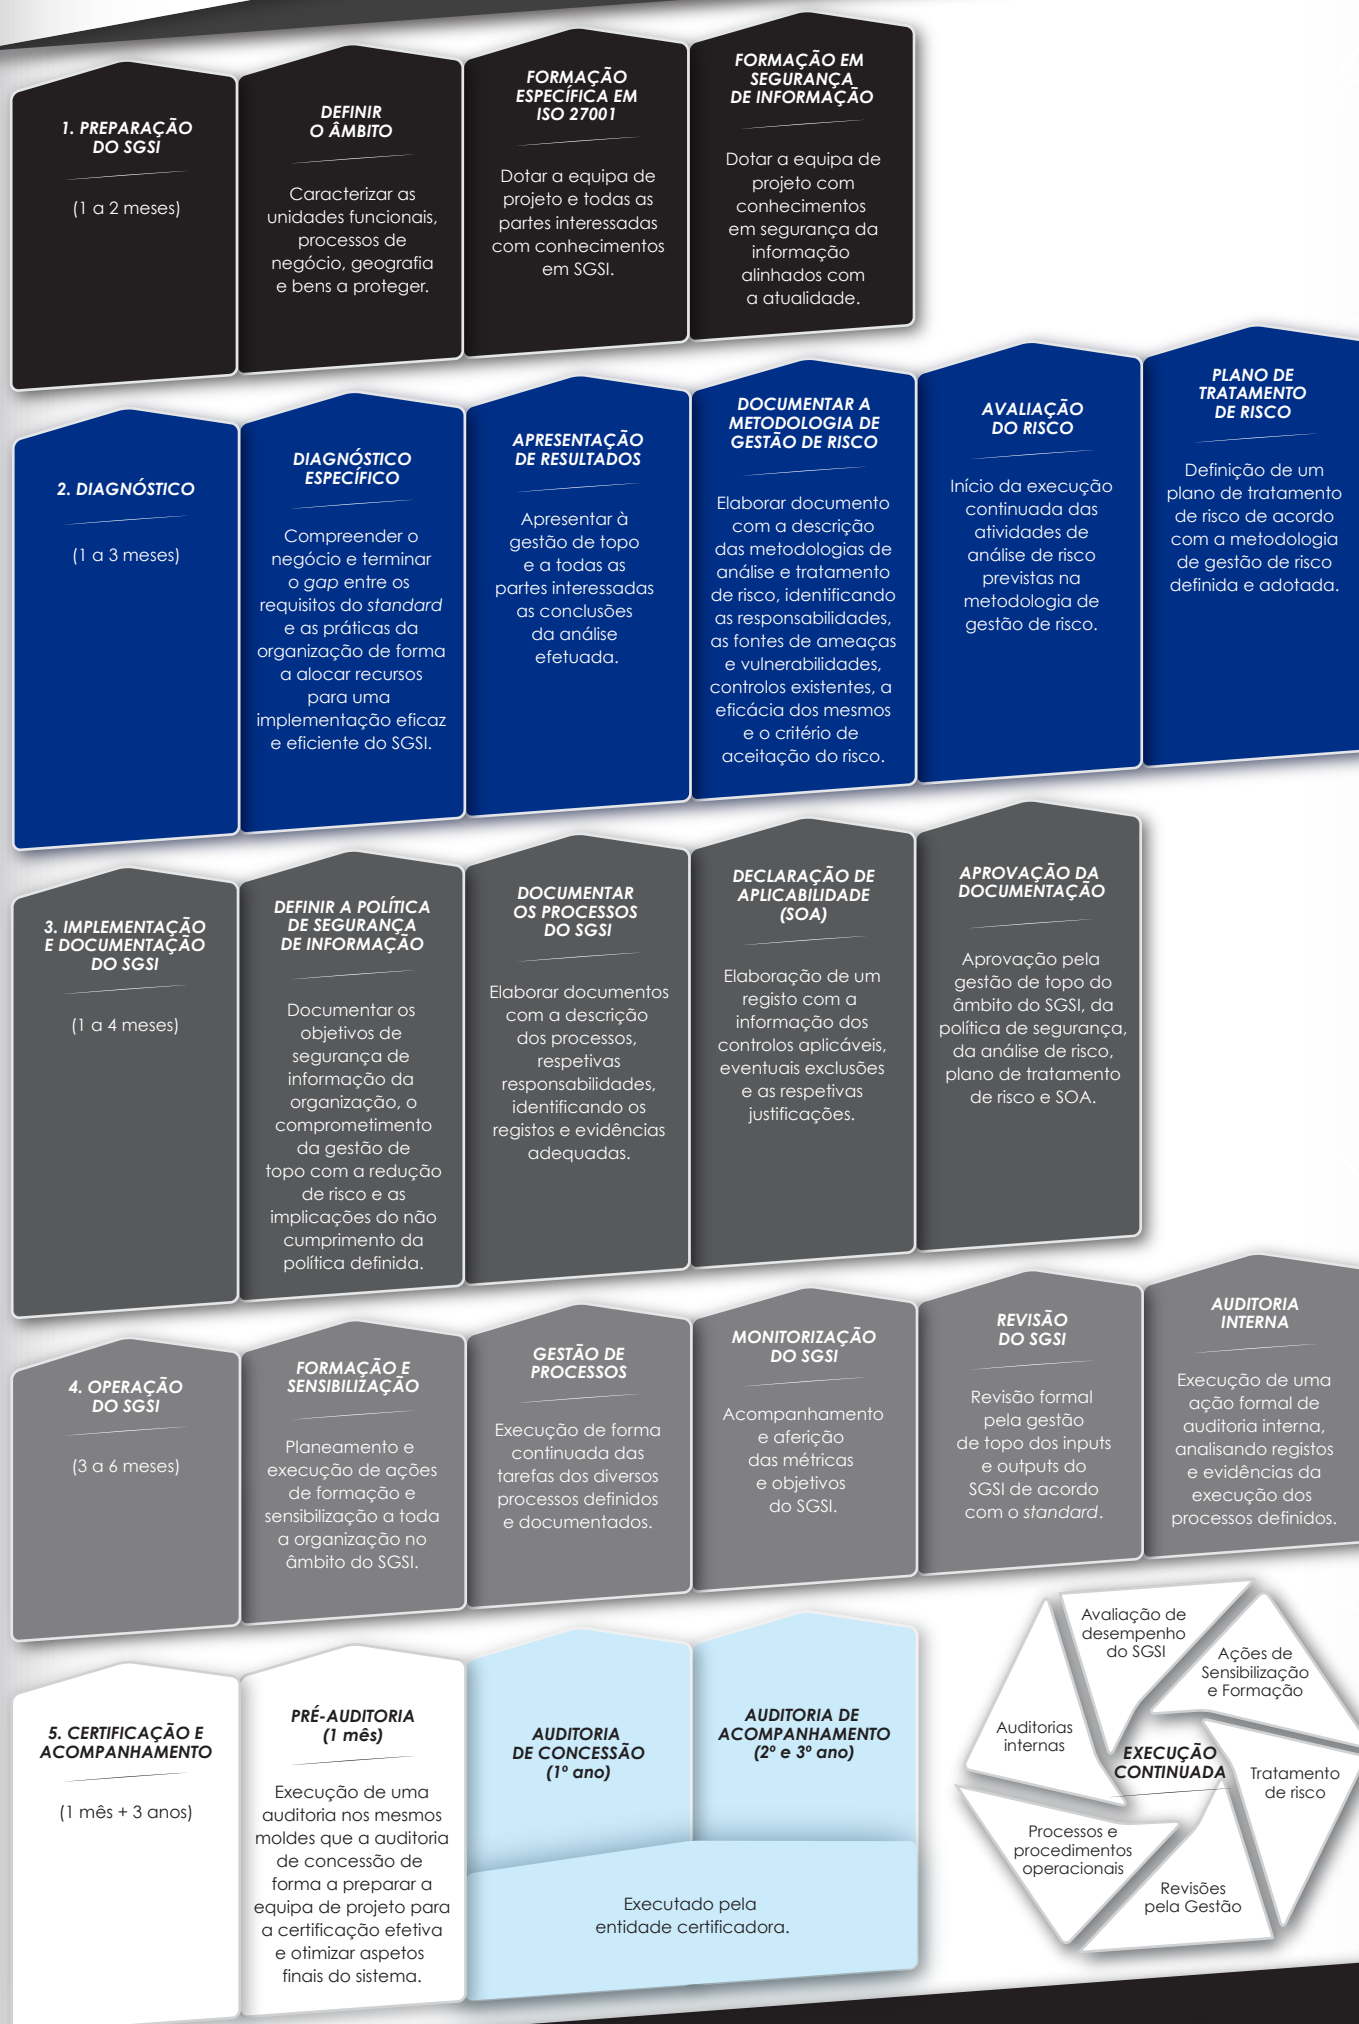 1. PREPARAÇÃO
DO SGSI
(1 a 2 meses)
DEFINIR
O ÂMBITO
Caracterizar as
unidades funcionais,
processos de
negócio, geografia
e bens a proteger.
FORMAÇÃO
ESPECÍFICA EM
ISO 27001
Dotar a equipa de
projeto e todas as
partes interessadas
com conhecimentos
em SGSI.
FORMAÇÃO EM
SEGURANÇA
DE INFORMAÇÃO
Dotar a equipa de
projeto com
conhecimentos
em segurança da
informação
alinhados com
a atualidade.
2. DIAGNÓSTICO
(1 a 3 meses)
DIAGNÓSTICO
ESPECÍFICO
Compreender o
negócio e terminar
o gap entre os
requisitos do standard
e as práticas da
organização de forma
a alocar recursos
para uma
implementação eficaz
e eficiente do SGSI.
APRESENTAÇÃO
DE RESULTADOS
Apresentar à
gestão de topo
e a todas as
partes interessadas
as conclusões
da análise
efetuada.
DOCUMENTAR A
METODOLOGIA DE
GESTÃO DE RISCO
Elaborar documento
com a descrição
das metodologias de
análise e tratamento
de risco, identificando
as responsabilidades,
as fontes de ameaças
e vulnerabilidades,
controlos existentes, a
eficácia dos mesmos
e o critério de
aceitação do risco.
AVALIAÇÃO
DO RISCO
Início da execução
continuada das
atividades de
análise de risco
previstas na
metodologia de
gestão de risco.
PLANO DE
TRATAMENTO
DE RISCO
Definição de um
plano de tratamento
de risco de acordo
com a metodologia
de gestão de risco
definida e adotada.
3. IMPLEMENTAÇÃO
E DOCUMENTAÇÃO
DO SGSI
(1 a 4 meses)
DEFINIR A POLÍTICA
DE SEGURANÇA
DE INFORMAÇÃO
Documentar os
objetivos de
segurança de
informação da
organização, o
comprometimento
da gestão de
topo com a redução
de risco e as
implicações do não
cumprimento da
política definida.
DOCUMENTAR
OS PROCESSOS
DO SGSI
Elaborar documentos
com a descrição
dos processos,
respetivas
responsabilidades,
identificando os
registos e evidências
adequadas.
DECLARAÇÃO DE
APLICABILIDADE
(SOA)
Elaboração de um
registo com a
informação dos
controlos aplicáveis,
eventuais exclusões
e as respetivas
justificações.
APROVAÇÃO DA
DOCUMENTAÇÃO
Aprovação pela
gestão de topo do
âmbito do SGSI, da
política de segurança,
da análise de risco,
plano de tratamento
de risco e SOA.
4. OPERAÇÃO
DO SGSI
(3 a 6 meses)
FORMAÇÃO E
SENSIBILIZAÇÃO
Planeamento e
execução de ações
de formação e
sensibilização a toda
a organização no
âmbito do SGSI.
GESTÃO DE
PROCESSOS
Execução de forma
continuada das
tarefas dos diversos
processos definidos
e documentados.
MONITORIZAÇÃO
DO SGSI
Acompanhamento
e aferição
das métricas
e objetivos
do SGSI.
REVISÃO
DO SGSI
Revisão formal
pela gestão
de topo dos inputs
e outputs do
SGSI de acordo
com o standard.
AUDITORIA
INTERNA
Execução de uma
ação formal de
auditoria interna,
analisando registos
e evidências da
execução dos
processos definidos.
5. CERTIFICAÇÃO E
ACOMPANHAMENTO
(1 mês + 3 anos)
PRÉ-AUDITORIA
(1 mês)
Execução de uma
auditoria nos mesmos
moldes que a auditoria
de concessão de
forma a preparar a
equipa de projeto para
a certificação efetiva
e otimizar aspetos
finais do sistema.
AUDITORIA
DE CONCESSÃO
(1º ano)
AUDITORIA DE
ACOMPANHAMENTO
(2º e 3º ano)
Executado pela
entidade certificadora.
Avaliação de
desempenho
do SGSI
Ações de
Sensibilização
e Formação
Auditorias
internas
EXECUÇÃO
CONTINUADA
Tratamento
de risco
Processos e
procedimentos
operacionais
Revisões
pela Gestão